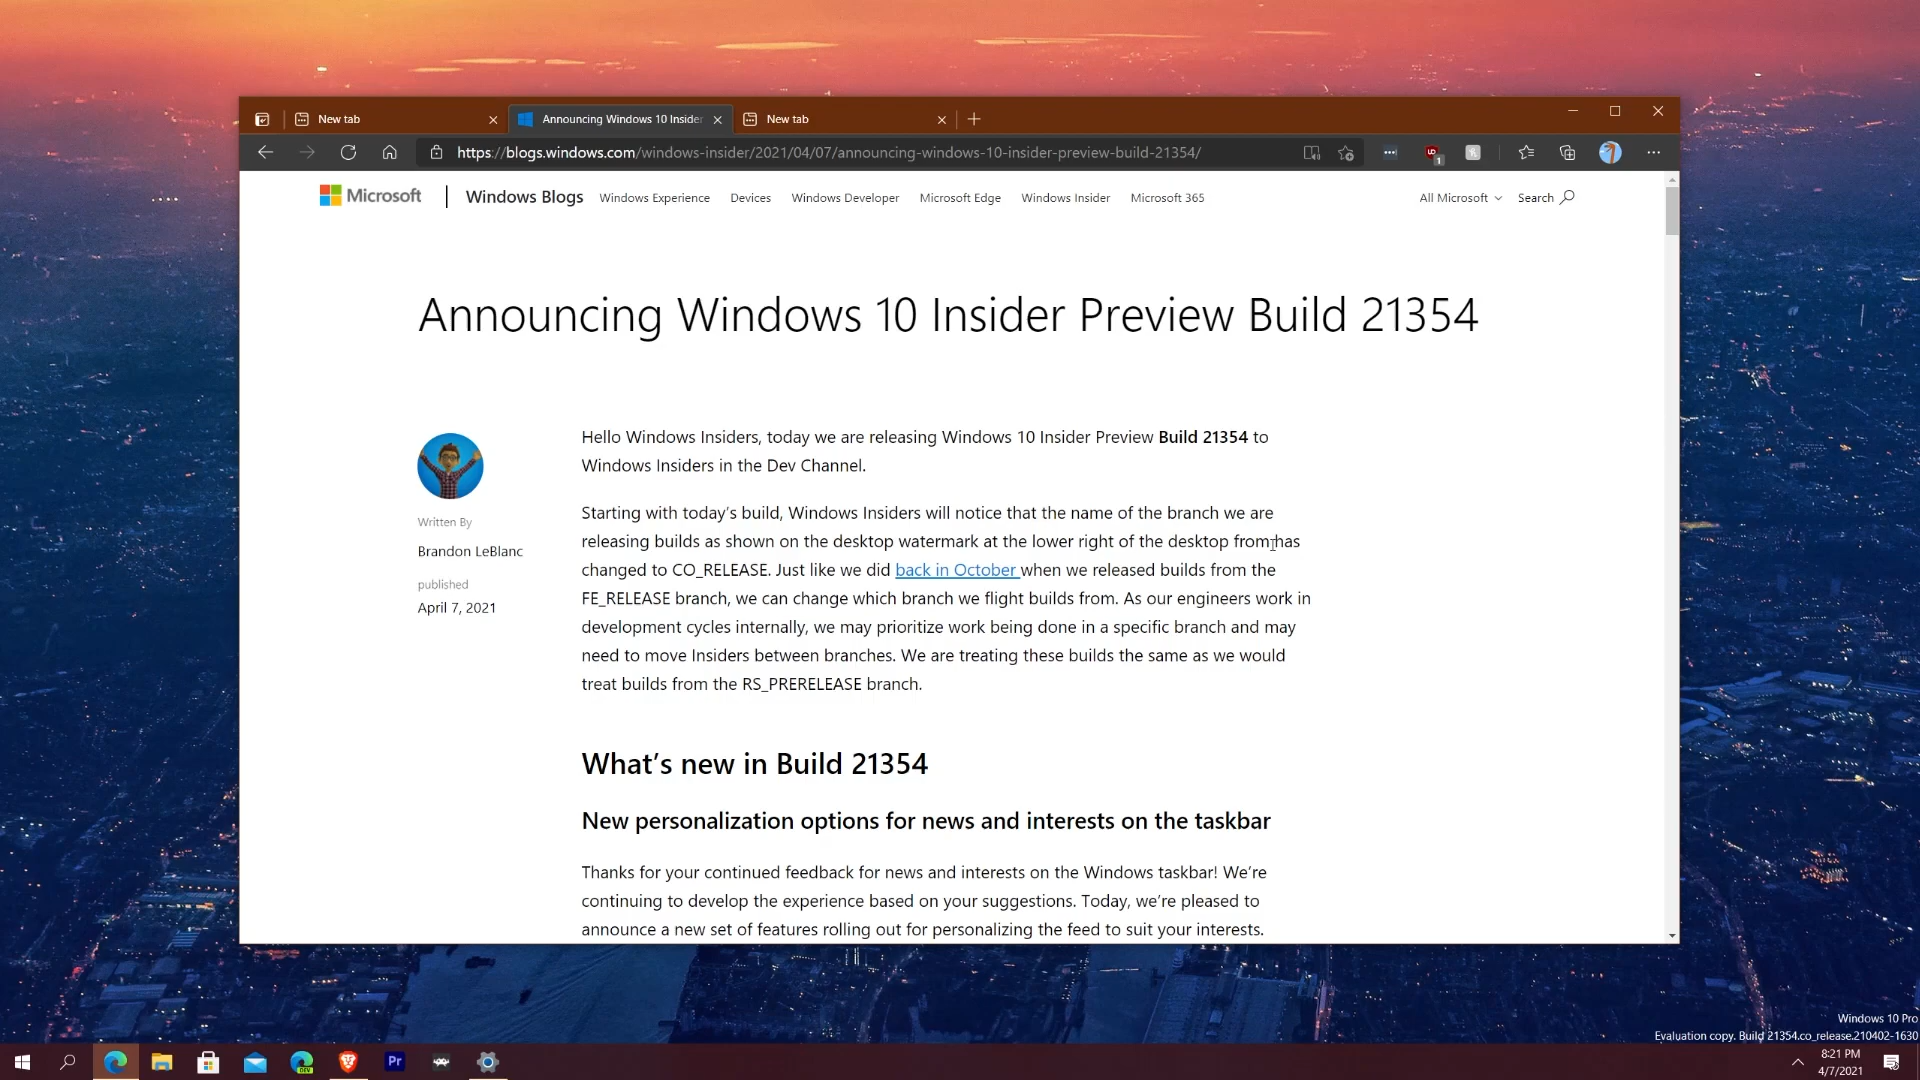 New tab
Announcing Windows 10 Insider
New tab
https://blogs.windows.com/windows-insider/2021/04/07/announcing-windows-10-insider-preview-build-21354/
1
Microsoft
Windows Blogs
Windows Experience
Devices
Windows Developer
Microsoft Edge
Windows Insider
Microsoft 365
All Microsoft
Search
Announcing Windows 10 Insider Preview Build 21354
Written By
Brandon LeBlanc
published
April 7, 2021
Hello Windows Insiders, today we are releasing Windows 10 Insider Preview Build 21354 to
Windows Insiders in the Dev Channel.
Starting with today’s build, Windows Insiders will notice that the name of the branch we are
releasing builds as shown on the desktop watermark at the lower right of the desktop from has
changed to CO_RELEASE. Just like we did back in October when we released builds from the
FE_RELEASE branch, we can change which branch we flight builds from. As our engineers work in
development cycles internally, we may prioritize work being done in a specific branch and may
need to move Insiders between branches. We are treating these builds the same as we would
treat builds from the RS_PRERELEASE branch.
What’s new in Build 21354
New personalization options for news and interests on the taskbar
Thanks for your continued feedback for news and interests on the Windows taskbar! We’re
continuing to develop the experience based on your suggestions. Today, we’re pleased to
announce a new set of features rolling out for personalizing the feed to suit your interests.
Windows 10 Pro
Evaluation copy. Build 21354.co_release.210402-1630
DEV
Pr
8:21 PM
4/7/2021